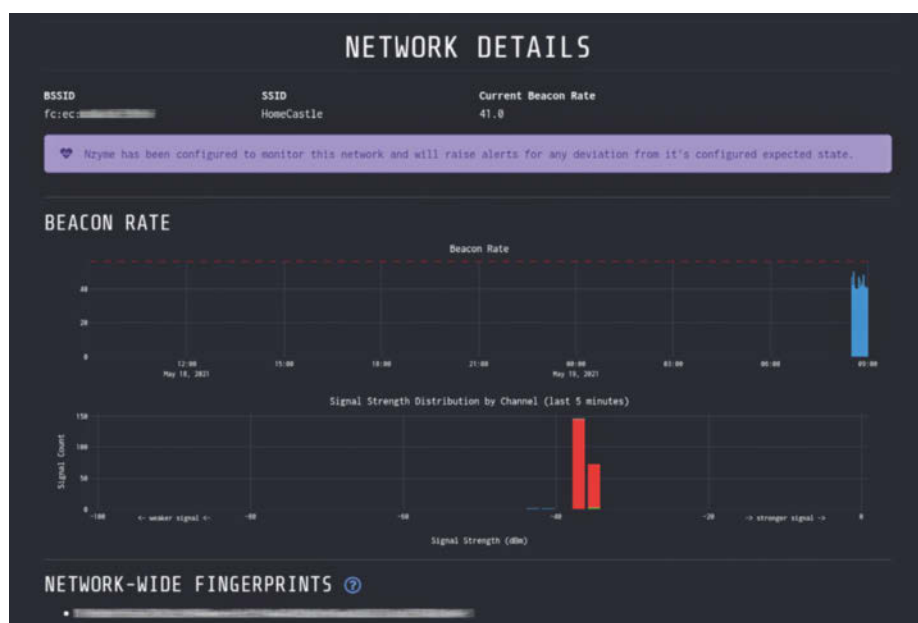 NETWORK DETAILS
BSSID SSID Current Beacon Rate
fc:ec: HomeCastle 41.0
Nzyme has been configured to monitor this network and will raise alerts for any deviation from it's configured expected state.
BEACON RATE
Beacon Rate
40
20
0
12:00 15:00 18:00 21:00 00:00 03:00 06:00 09:00
May 18, 2021 May 19, 2021
Signal Strength Distribution by Channel (last 5 minutes)
150
100
50
0
Signal Count
-100 <- weaker signal <- -80 -60 -40 -20 -> stronger signal -> 0
Signal Strength (dBm)
NETWORK-WIDE FINGERPRINTS ?